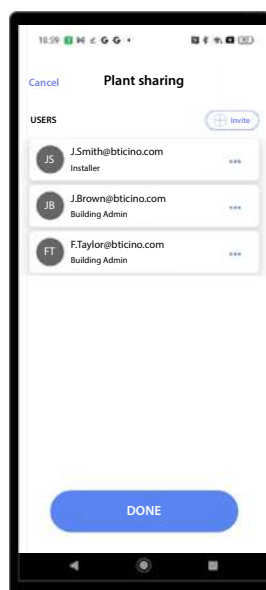 18:59
Cancel
Plant sharing
USERS
Invite
JS
J.Smith@bticino.com
Installer
JB
J.Brown@bticino.com
Building Admin
FT
F.Taylor@bticino.com
Building Admin
DONE